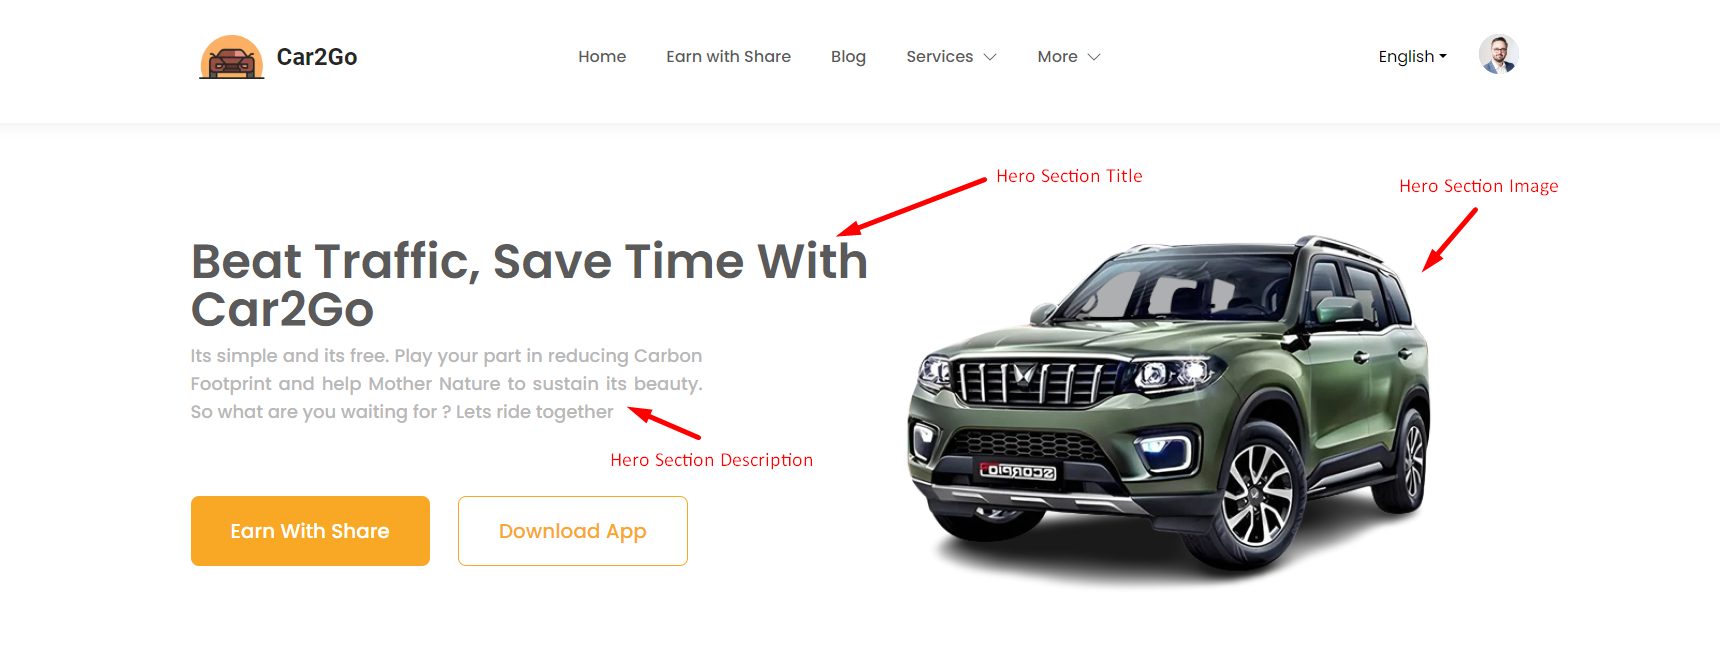 Car2Go
Home Earn with Share Blog Services More English
Hero Section Title
Hero Section Image
Beat Traffic, Save Time With
Car2Go
Its simple and its free. Play your part in reducing Carbon
Footprint and help Mother Nature to sustain its beauty.
So what are you waiting for ? Lets ride together
Hero Section Description
SCORPIO
Earn With Share Download App